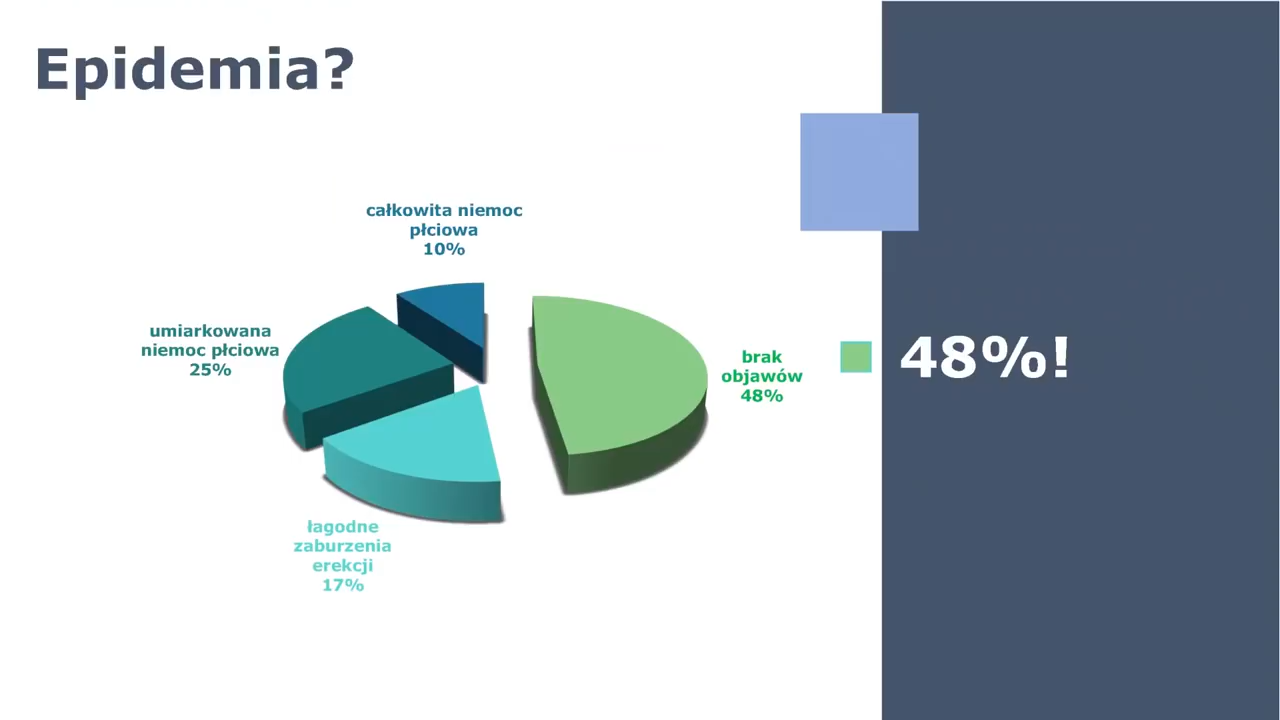 Epidemia?
całkowita niemoc
płciowa
10%
umiarkowana
niemoc płciowa
25%
brak
objawów
48%
48%!
łagodne
zaburzenia
erekcji
17%